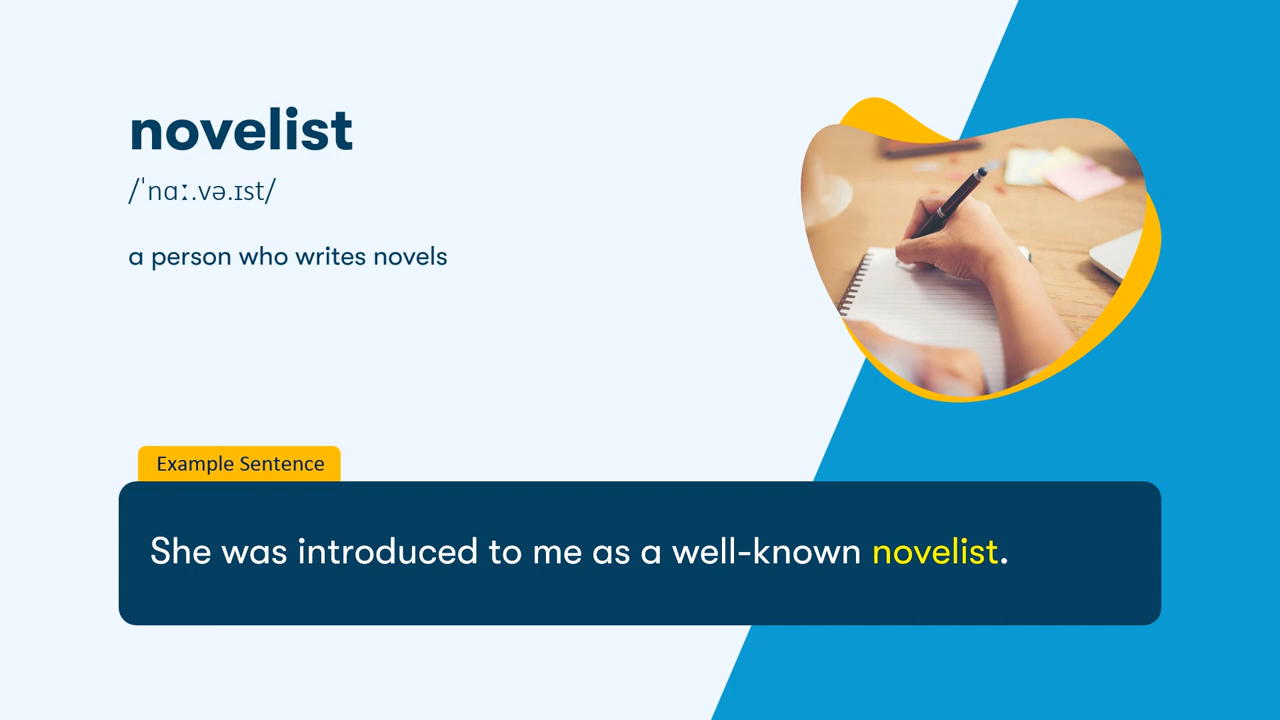 novelist
/ˈnɑː.və.ɪst/
a person who writes novels
Example Sentence
She was introduced to me as a well-known novelist.